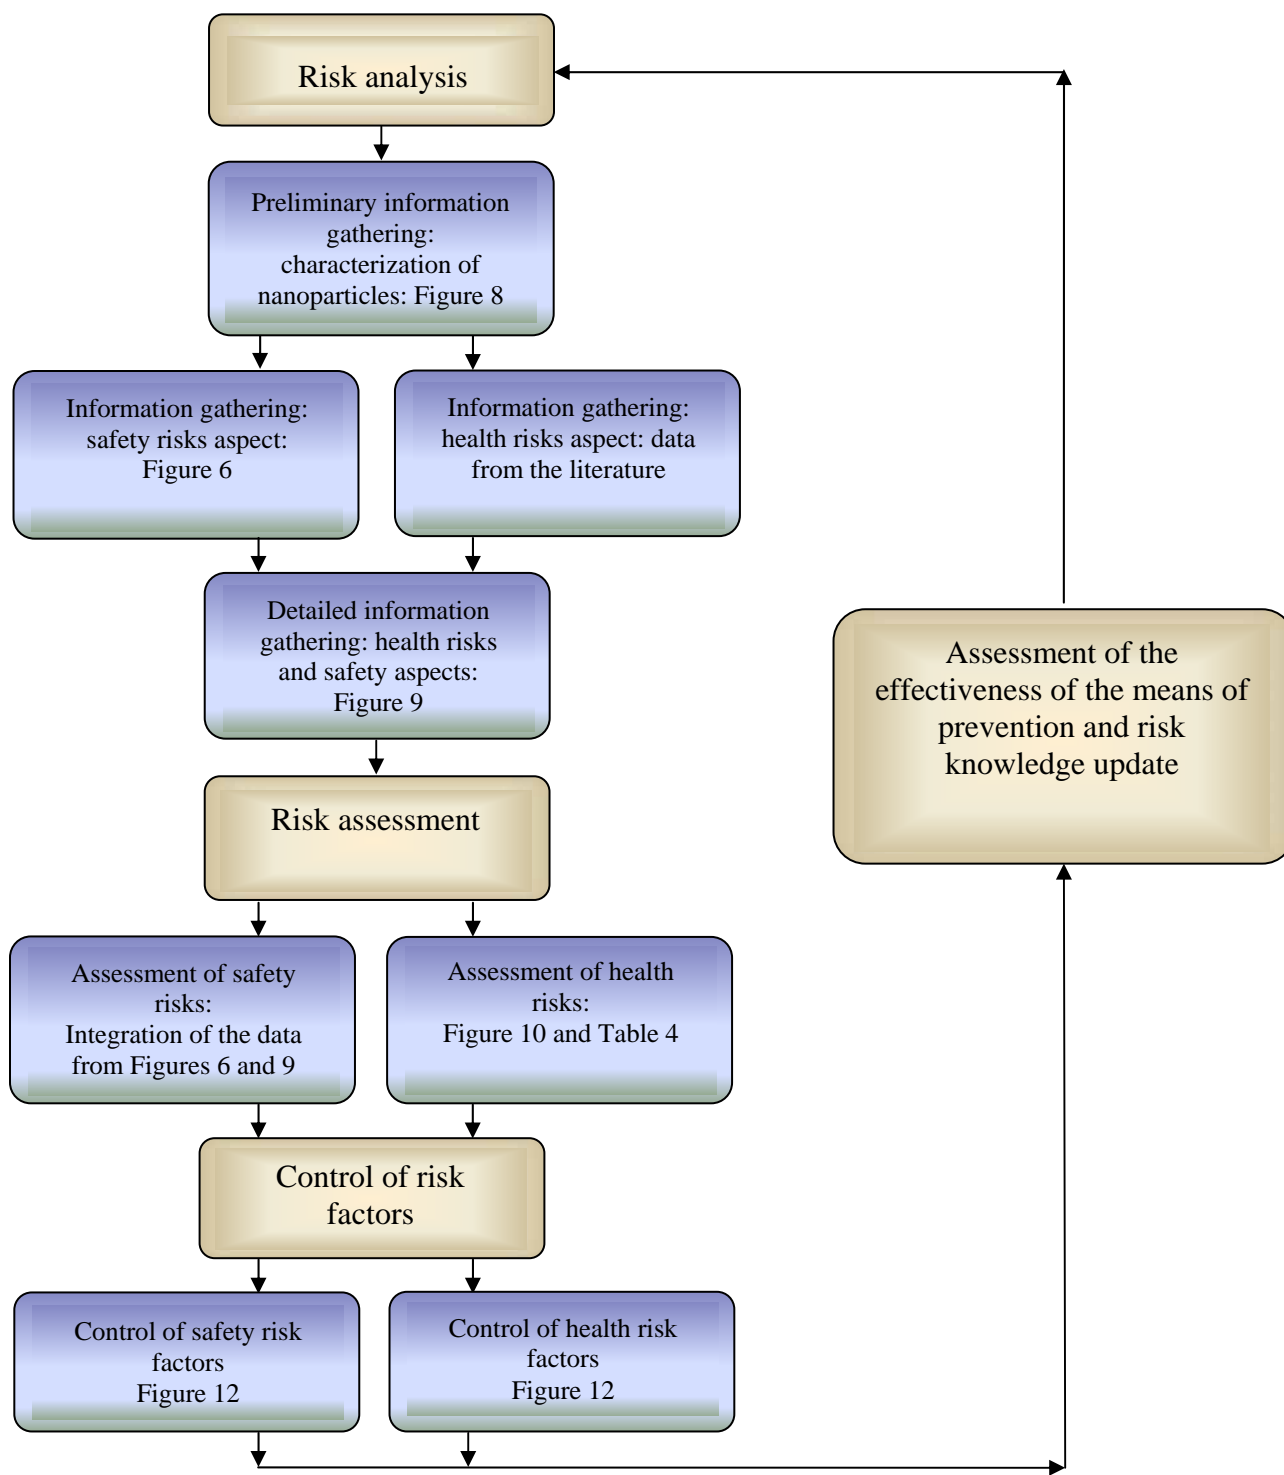 Risk analysis
Preliminary information
gathering:
characterization of
nanoparticles: Figure 8
Information gathering:
safety risks aspect:
Figure 6
Information gathering:
health risks aspect: data
from the literature
Detailed information
gathering: health risks
and safety aspects:
Figure 9
Risk assessment
Assessment of safety
risks:
Integration of the data
from Figures 6 and 9
Assessment of health
risks:
Figure 10 and Table 4
Control of risk
factors
Control of safety risk
factors
Figure 12
Control of health risk
factors
Figure 12
Assessment of the
effectiveness of the means of
prevention and risk
knowledge update